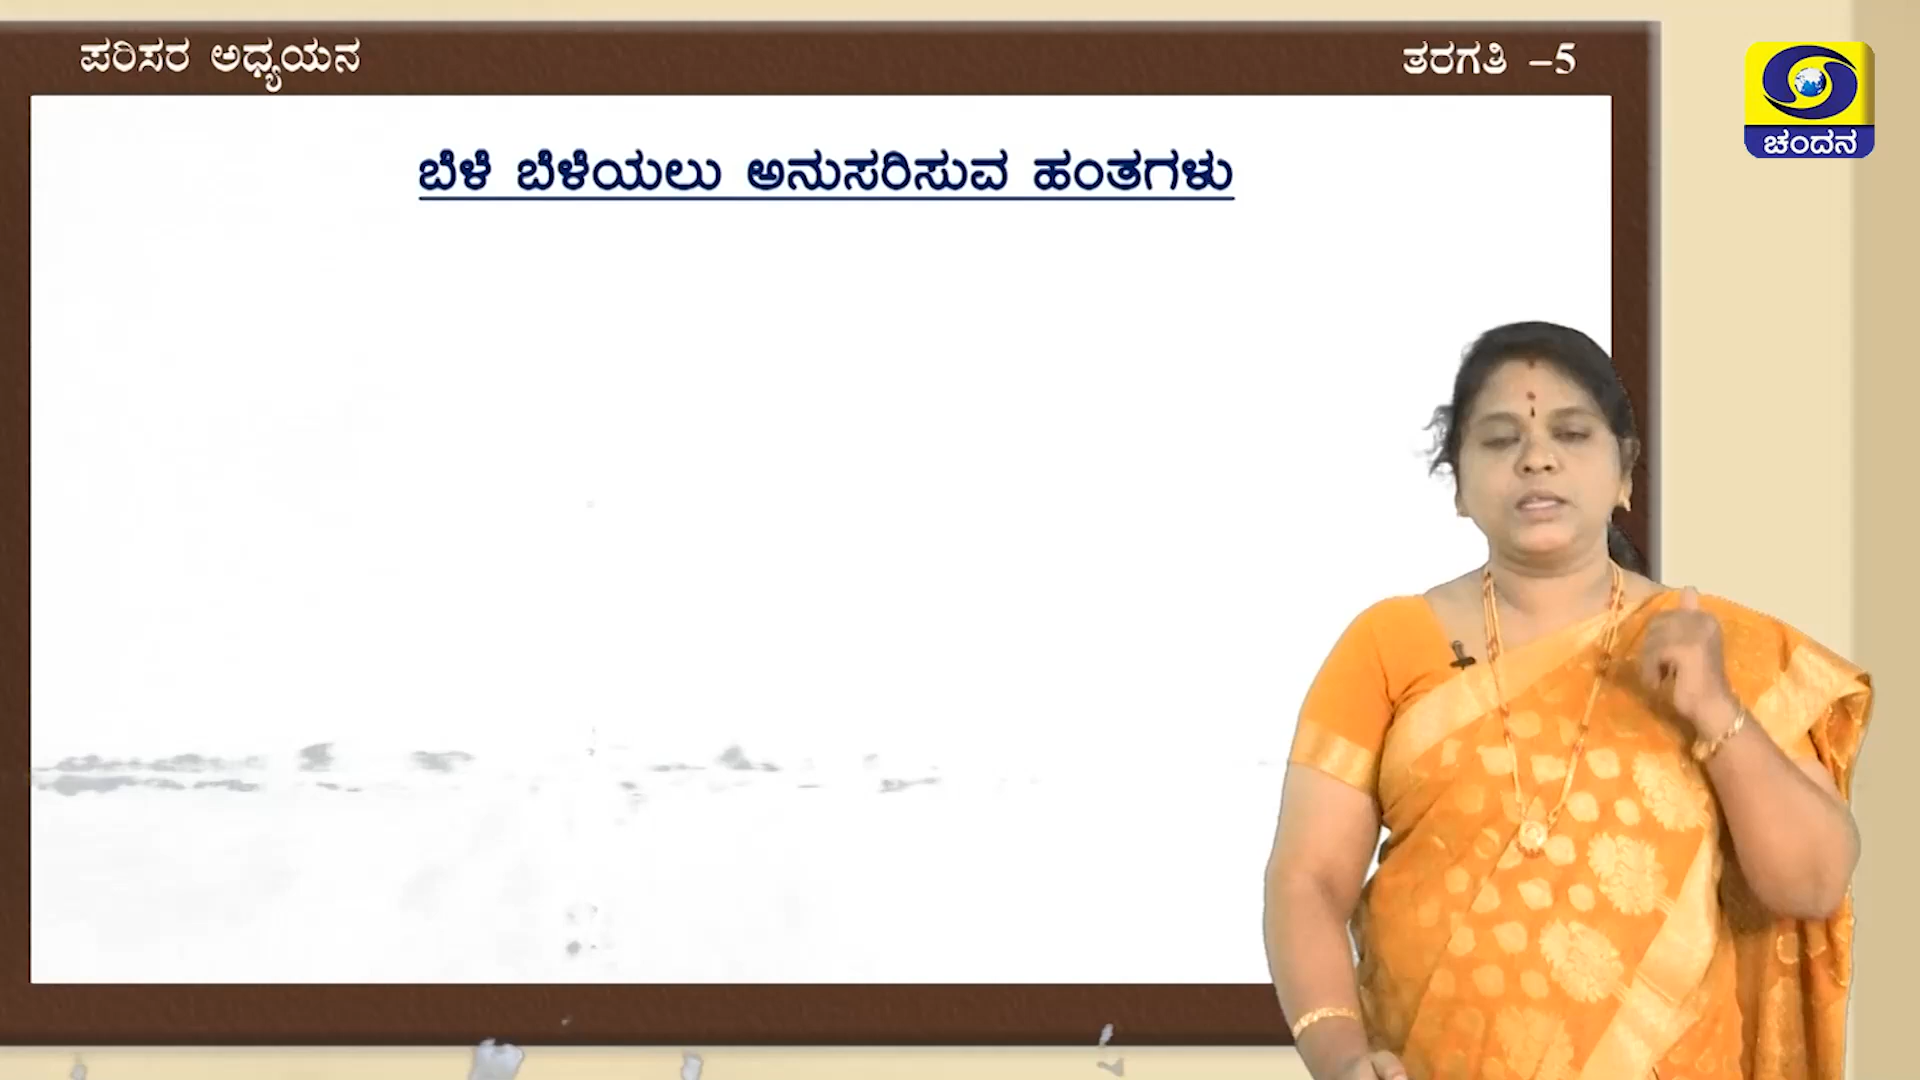 ಪರಿಸರ ಅಧ್ಯಯನ
ತರಗತಿ –5
ಚಂದನ
ಬೆಳೆ ಬೆಳೆಯಲು ಅನುಸರಿಸುವ ಹಂತಗಳು